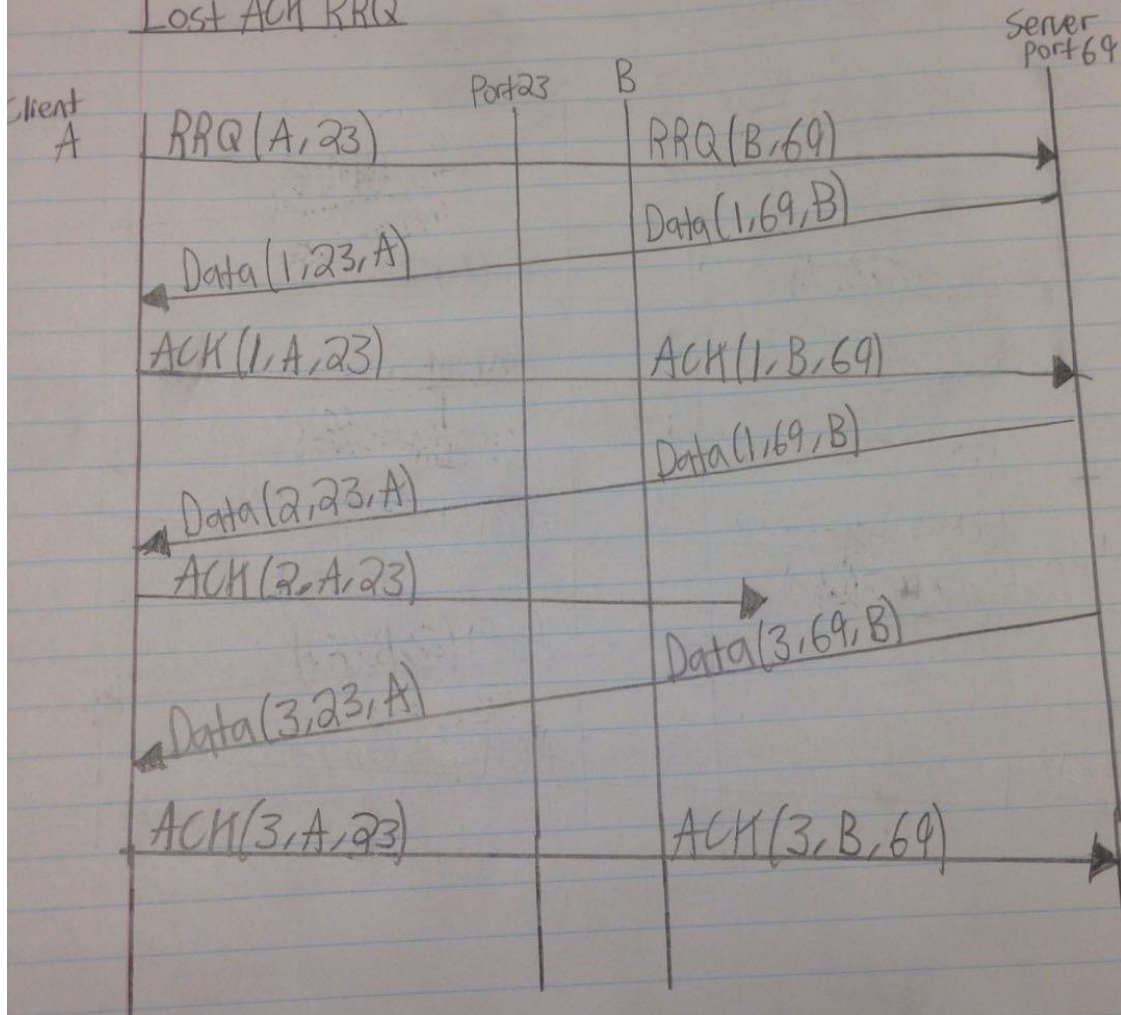 Lost ACK RRQ
Server
port 69
Port 23
B
Client
A
RRQ(A,23)
RRQ(B,69)
Data(1,69,B)
Data(1,23,A)
ACK(1,A,23)
ACK(1,B,69)
Data(1,69,B)
Data(2,23,A)
ACK(2,A,23)
Data(3,69,B)
Data(3,23,A)
ACK(3,A,23)
ACK(3,B,69)